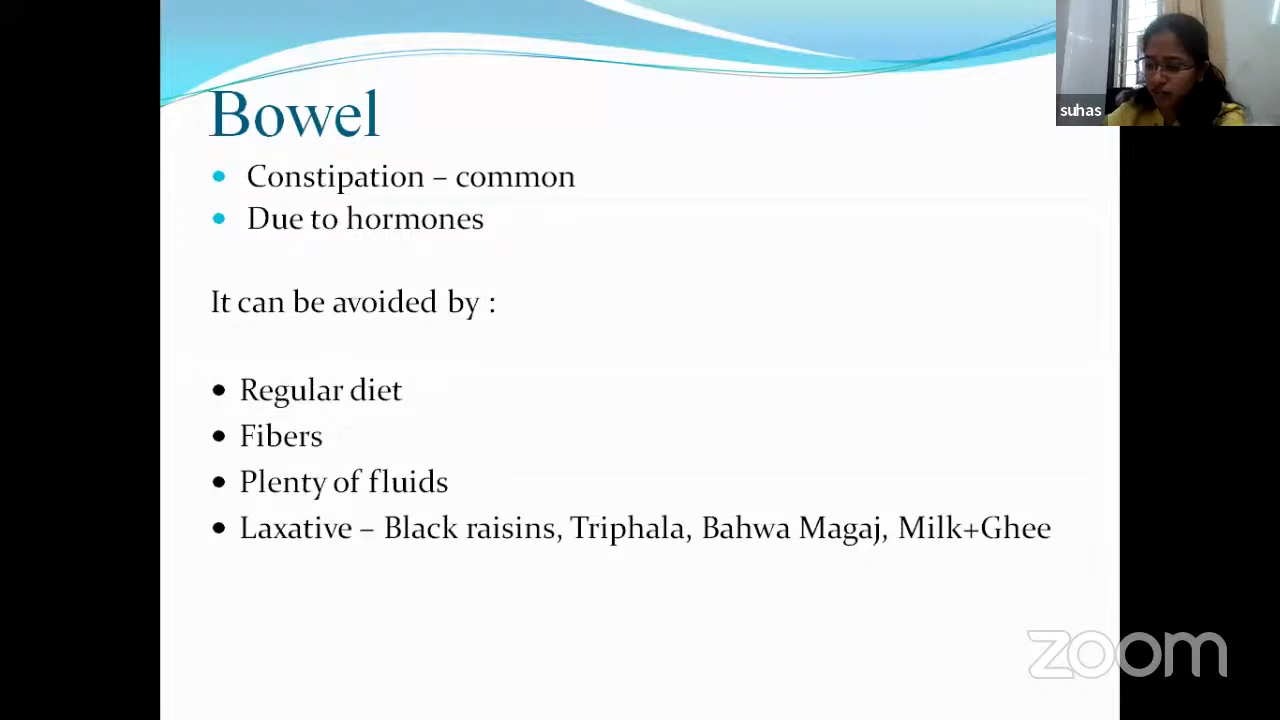 Bowel
suhas
• Constipation – common
• Due to hormones
It can be avoided by :
• Regular diet
• Fibers
• Plenty of fluids
• Laxative – Black raisins, Triphala, Bahwa Magaj, Milk+Ghee
zoom